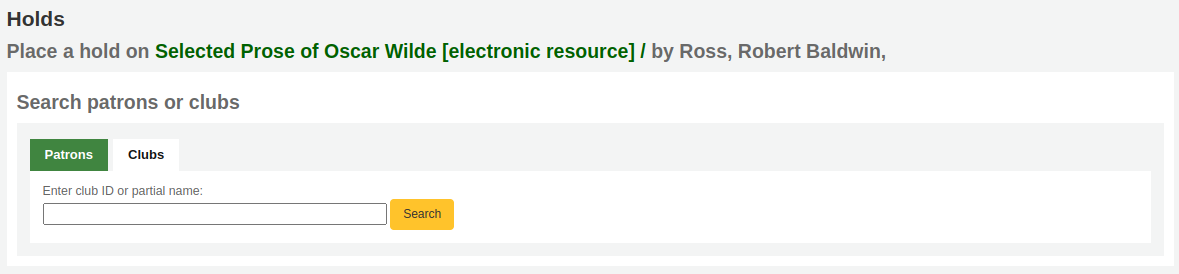 Holds
Place a hold on Selected Prose of Oscar Wilde [electronic resource] / by Ross, Robert Baldwin,
Search patrons or clubs
Patrons Clubs
Enter club ID or partial name:
Search